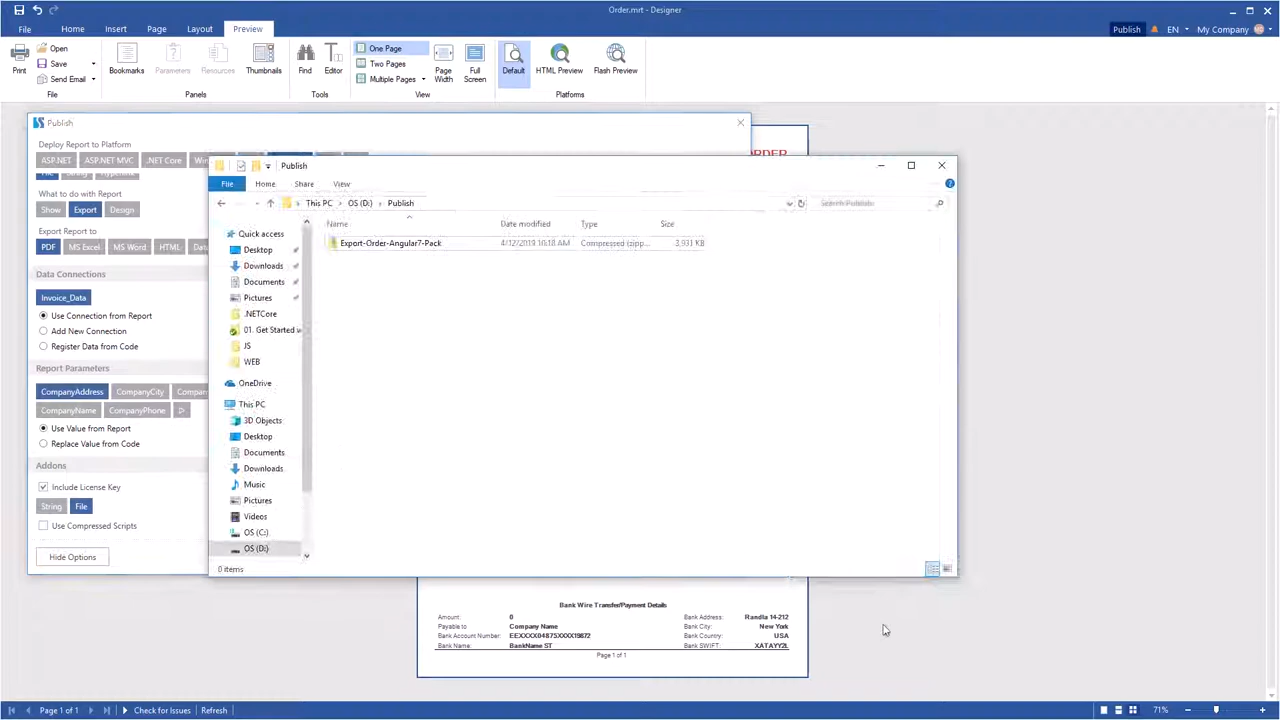 Order.mrt - Designer
File Home Insert Page Layout Preview
Publish EN My Company
Print
Open
Save
Send Email
File
Bookmarks Parameters Resources Thumbnails
Panels
Find Editor
Tools
One Page
Two Pages
Multiple Pages
Page Width
Full Screen
View
Default HTML Preview Flash Preview
Platforms
Publish
Deploy Report to Platform
ASP.NET ASP.NET MVC .NET Core
File String Hyperlink
What to do with Report
Show Export Design
Export Report to
PDF MS Excel MS Word HTML
Data Connections
Invoice_Data
Use Connection from Report
Add New Connection
Register Data from Code
Report Parameters
CompanyAddress CompanyCity
CompanyName CompanyPhone
Use Value from Report
Replace Value from Code
Addons
Include License Key
String File
Use Compressed Scripts
Hide Options
Publish
File Home Share View
This PC OS (D:) Publish
Search Publish
Name Date modified Type Size
Export-Order-Angular7-Pack 4/12/2019 10:18 AM Compressed (zipp... 3,931 KB
Quick access
Desktop
Downloads
Documents
Pictures
.NETCore
01. Get Started w
JS
WEB
OneDrive
This PC
3D Objects
Desktop
Documents
Downloads
Music
Pictures
Videos
OS (C:)
OS (D:)
0 items
Bank Wire Transfer/Payment Details
Amount: 0 Bank Address: Randla 14-212
Payable to Company Name Bank City: New York
Bank Account Number: EEXXXX04875XXXX19872 Bank Country: USA
Bank Name: BankName ST Bank SWIFT: XATAYY2L
Page 1 of 1
Page 1 of 1 Check for Issues Refresh 71%